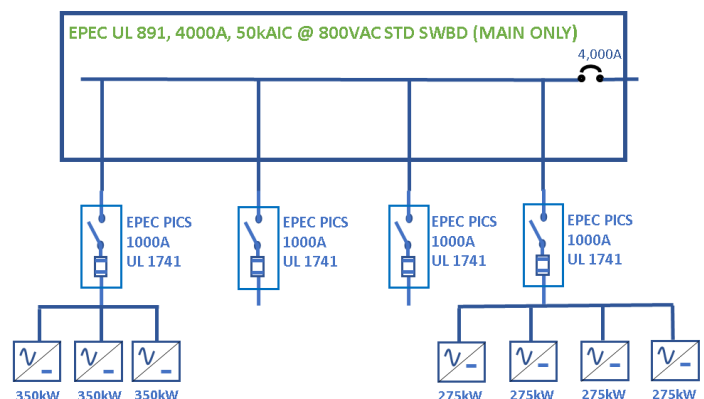 EPEC UL 891, 4000A, 50kAIC @ 800VAC STD SWBD (MAIN ONLY)
4,000A
EPEC PICS
1000A
UL 1741
EPEC PICS
1000A
UL 1741
EPEC PICS
1000A
UL 1741
EPEC PICS
1000A
UL 1741
350kW
350kW
350kW
275kW
275kW
275kW
275kW